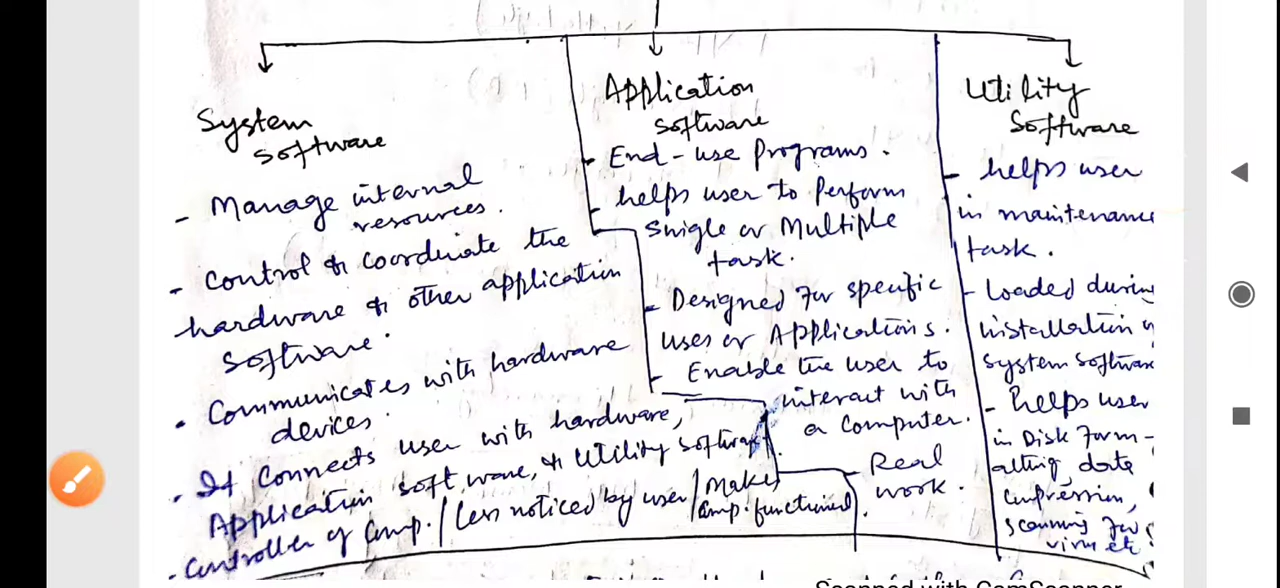 System
Software
- Manage internal
resources.
- Control & coordinate the
hardware & other application
software.
• Communicates with hardware
devices.
• It connects user with hardware,
Application software, & Utility software
• Controller of Comp. / Less noticed by user / Makes
Comp. functional.
Application
Software
- End-use Programs.
- helps user to Perform
Single or Multiple
task.
- Designed for specific
uses or Applications.
- Enable the user to
interact with
a computer.
- Real
work.
Utility
Software
- helps user
in maintenance
task.
- Loaded during
installation
system software
- helps user
in Disk form-
atting, data
scanning for
virus etc
Scanned with CamScanner